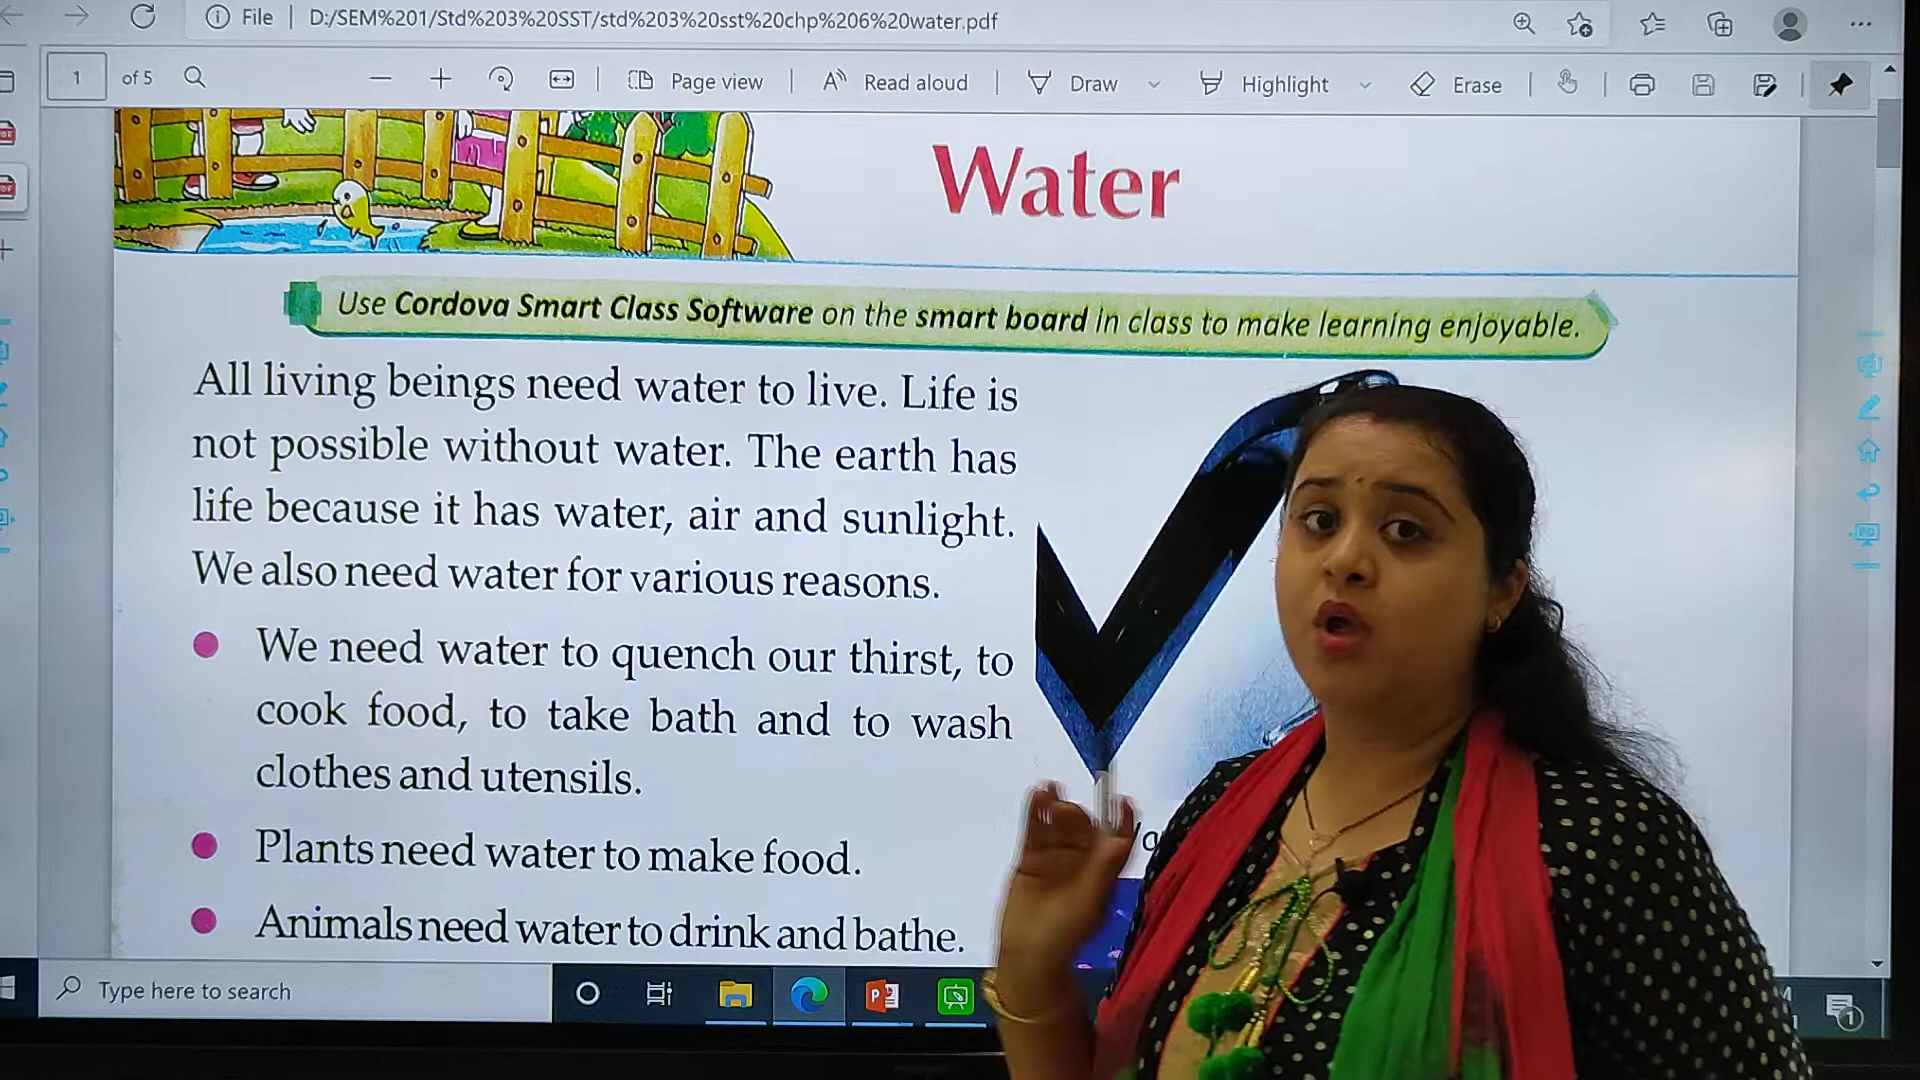 File | D:/SEM%201/Std%203%20SST/std%203%20sst%20chp%206%20water.pdf
1 of 5 Page view Read aloud Draw Highlight Erase
Water
Use Cordova Smart Class Software on the smart board in class to make learning enjoyable.
All living beings need water to live. Life is
not possible without water. The earth has
life because it has water, air and sunlight.
We also need water for various reasons.
We need water to quench our thirst, to
cook food, to take bath and to wash
clothes and utensils.
Plants need water to make food.
Animals need water to drink and bathe.
Type here to search
1